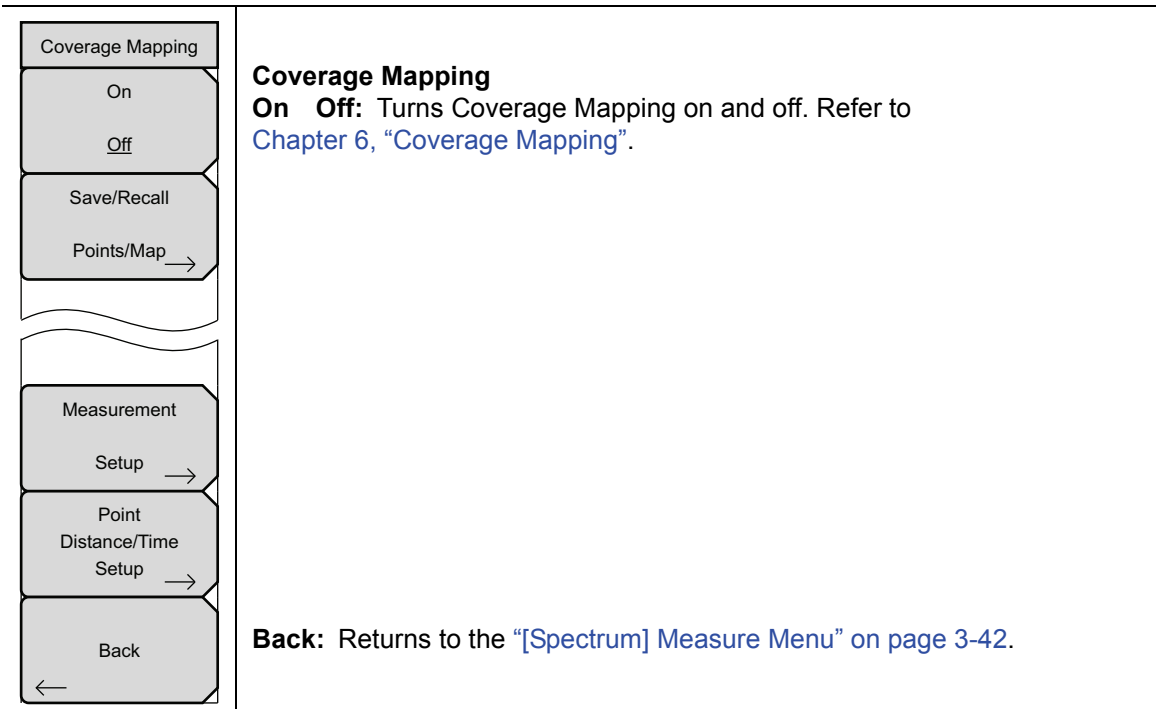 Coverage Mapping
On
Off
Save/Recall
Points/Map
Measurement
Setup
Point
Distance/Time
Setup
Back
Coverage Mapping
On Off: Turns Coverage Mapping on and off. Refer to
Chapter 6, “Coverage Mapping”.
Back: Returns to the “[Spectrum] Measure Menu” on page 3-42.